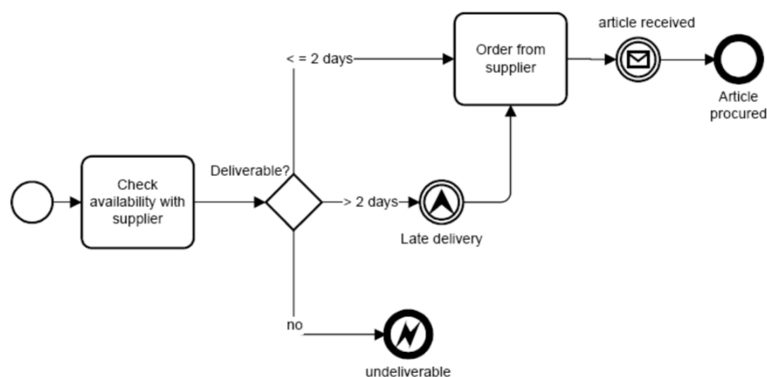 article received
< = 2 days
Order from
supplier
Article
procured
Deliverable?
Check
availability with
supplier
> 2 days
Late delivery
no
undeliverable